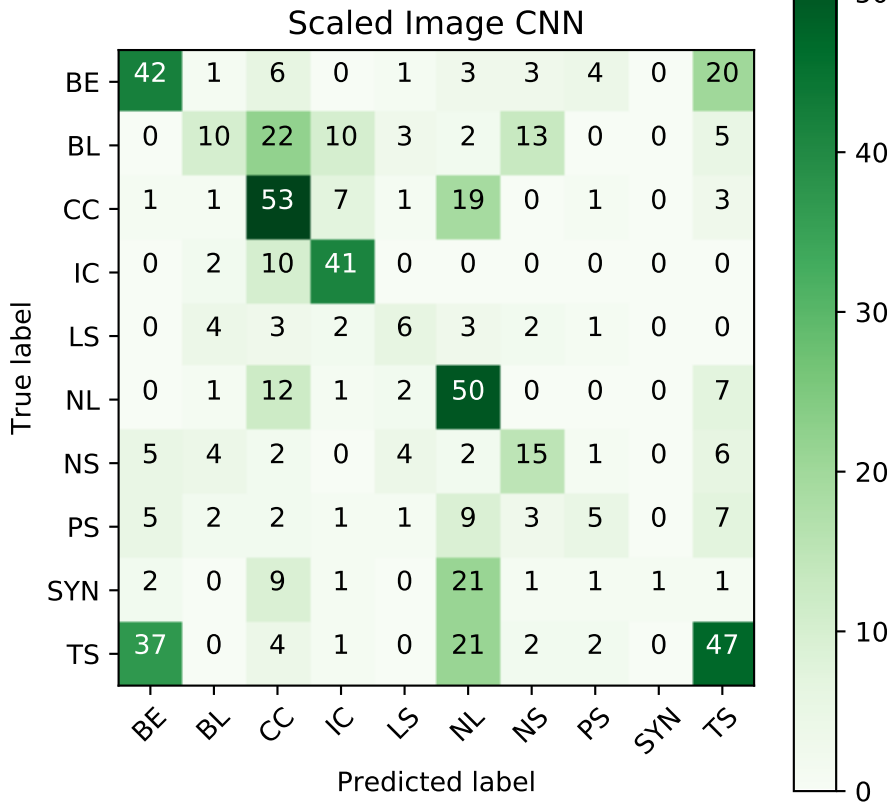 Scaled Image CNN
BE 42 1 6 0 1 3 3 4 0 20
BL 0 10 22 10 3 2 13 0 0 5
CC 1 1 53 7 1 19 0 1 0 3
IC 0 2 10 41 0 0 0 0 0 0
LS 0 4 3 2 6 3 2 1 0 0
NL 0 1 12 1 2 50 0 0 0 7
NS 5 4 2 0 4 2 15 1 0 6
PS 5 2 2 1 1 9 3 5 0 7
SYN 2 0 9 1 0 21 1 1 1 1
TS 37 0 4 1 0 21 2 2 0 47
BE BL CC IC LS NL NS PS SYN TS
Predicted label
True label
40
30
20
10
0